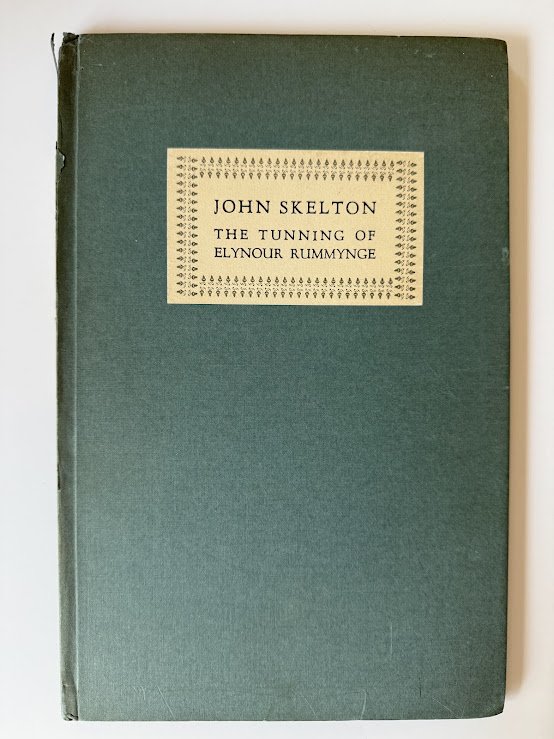 JOHN SKELTON
THE TUNNING OF
ELYNOUR RUMMYNGE